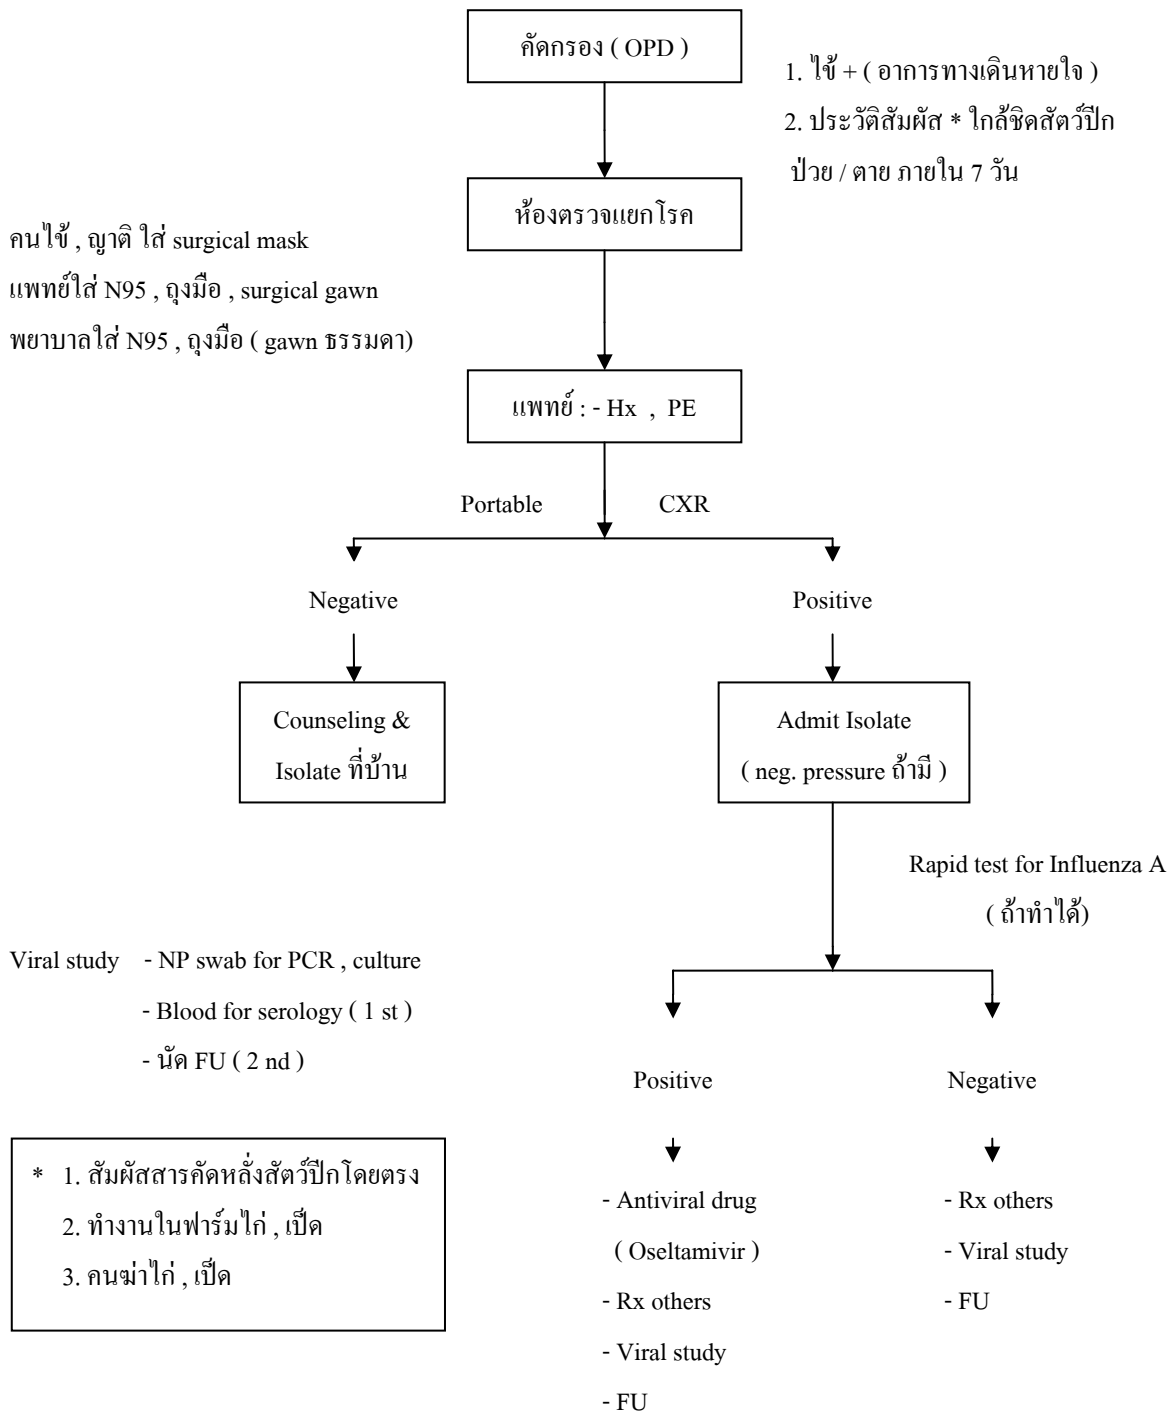 คัดกรอง ( OPD )
1. ไข้ + ( อาการทางเดินหายใจ )
2. ประวัติสัมผัส * ใกล้ชิดสัตว์ปีก
ป่วย / ตาย ภายใน 7 วัน
ห้องตรวจแยกโรค
คนไข้ , ญาติ ใส่ surgical mask
แพทย์ใส่ N95 , ถุงมือ , surgical gawn
พยาบาลใส่ N95 , ถุงมือ ( gawn ธรรมดา)
แพทย์ : - Hx , PE
Portable CXR
Negative Positive
Counseling &
Isolate ที่บ้าน
Admit Isolate
( neg. pressure ถ้ามี )
Rapid test for Influenza A
( ถ้าทำได้)
Viral study - NP swab for PCR , culture
- Blood for serology ( 1 st )
- นัด FU ( 2 nd )
Positive Negative
* 1. สัมผัสสารคัดหลั่งสัตว์ปีกโดยตรง
2. ทำงานในฟาร์มไก่ , เป็ด
3. คนฆ่าไก่ , เป็ด
- Antiviral drug
( Oseltamivir )
- Rx others
- Viral study
- FU
- Rx others
- Viral study
- FU